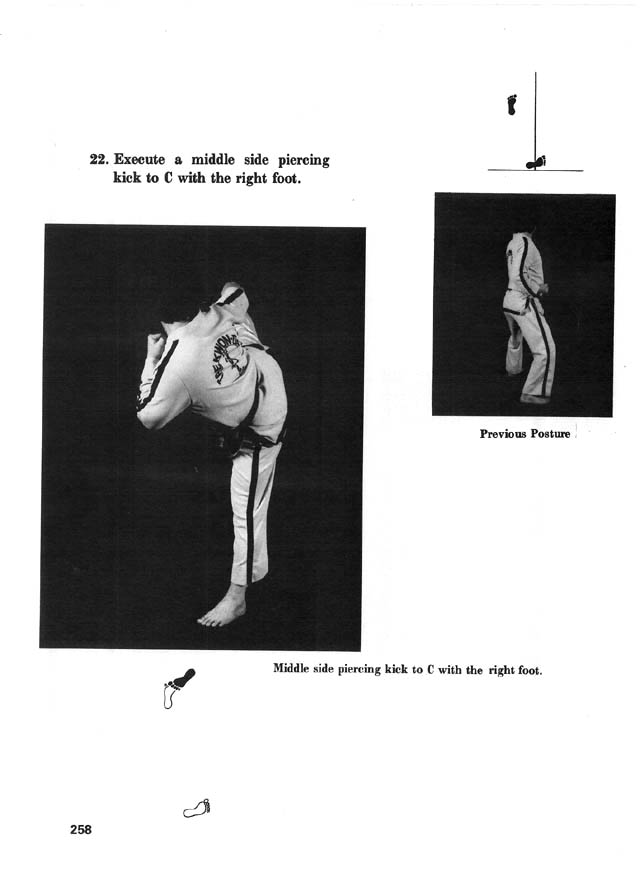 22. Execute a middle side piercing
kick to C with the right foot.
Previous Posture
Middle side piercing kick to C with the right foot.
258